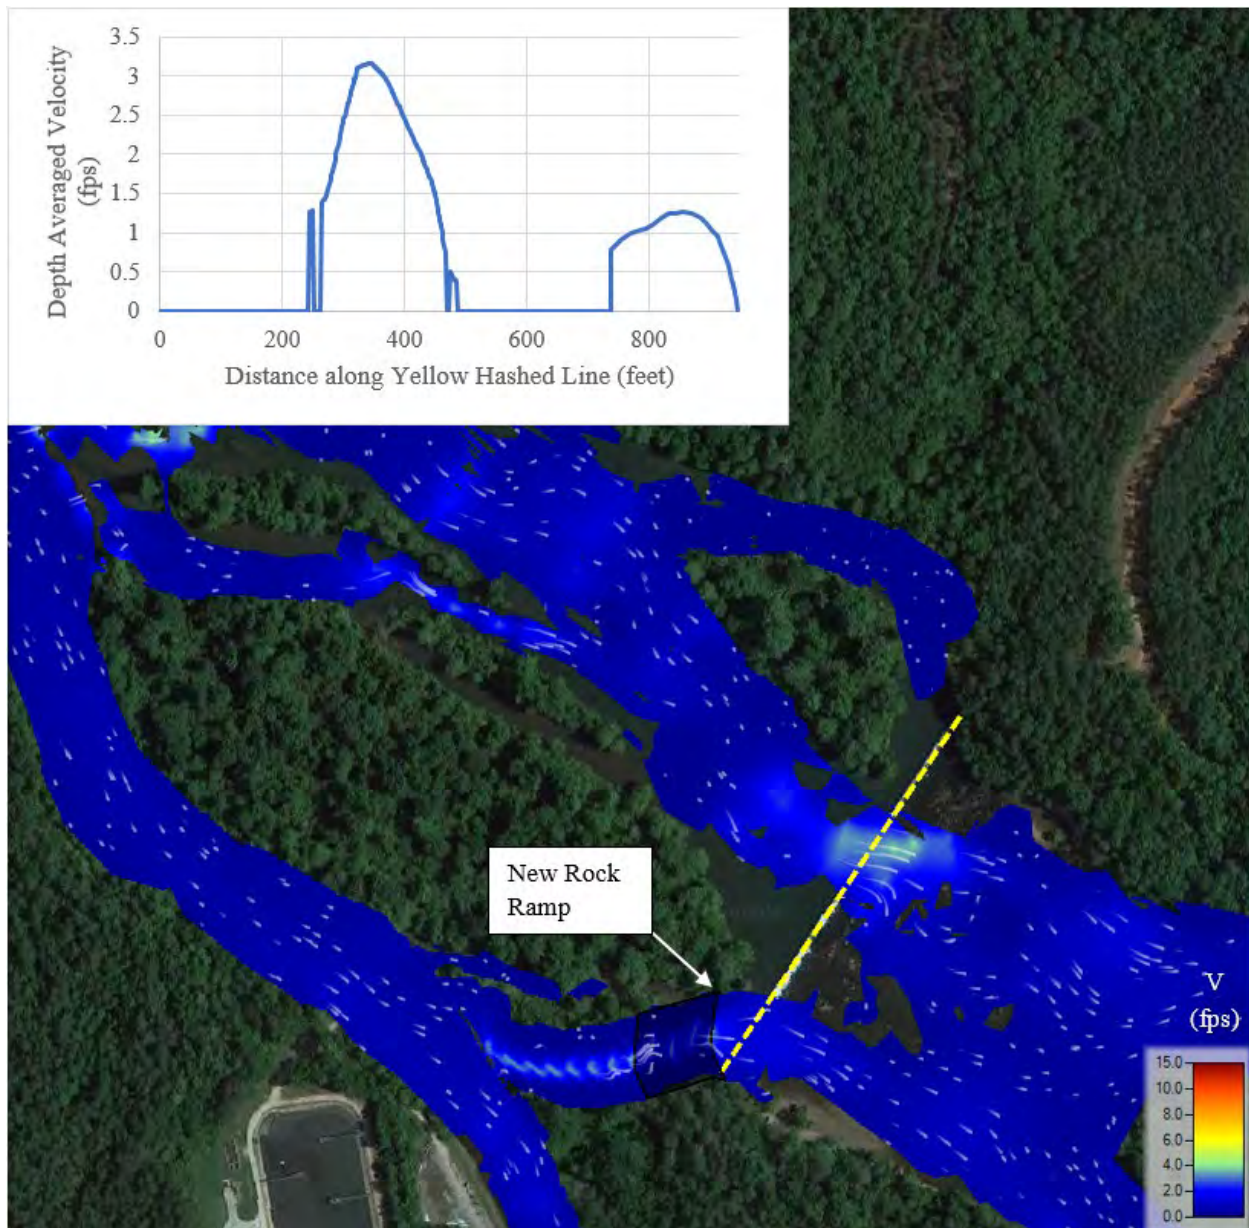 3.5
3
2.5
2
1.5
1
0.5
0
Depth Averaged Velocity
(fps)
0 200 400 600 800
Distance along Yellow Hashed Line (feet)
New Rock
Ramp
V
(fps)
15.0
10.0
8.0
6.0
4.0
2.0
0.0